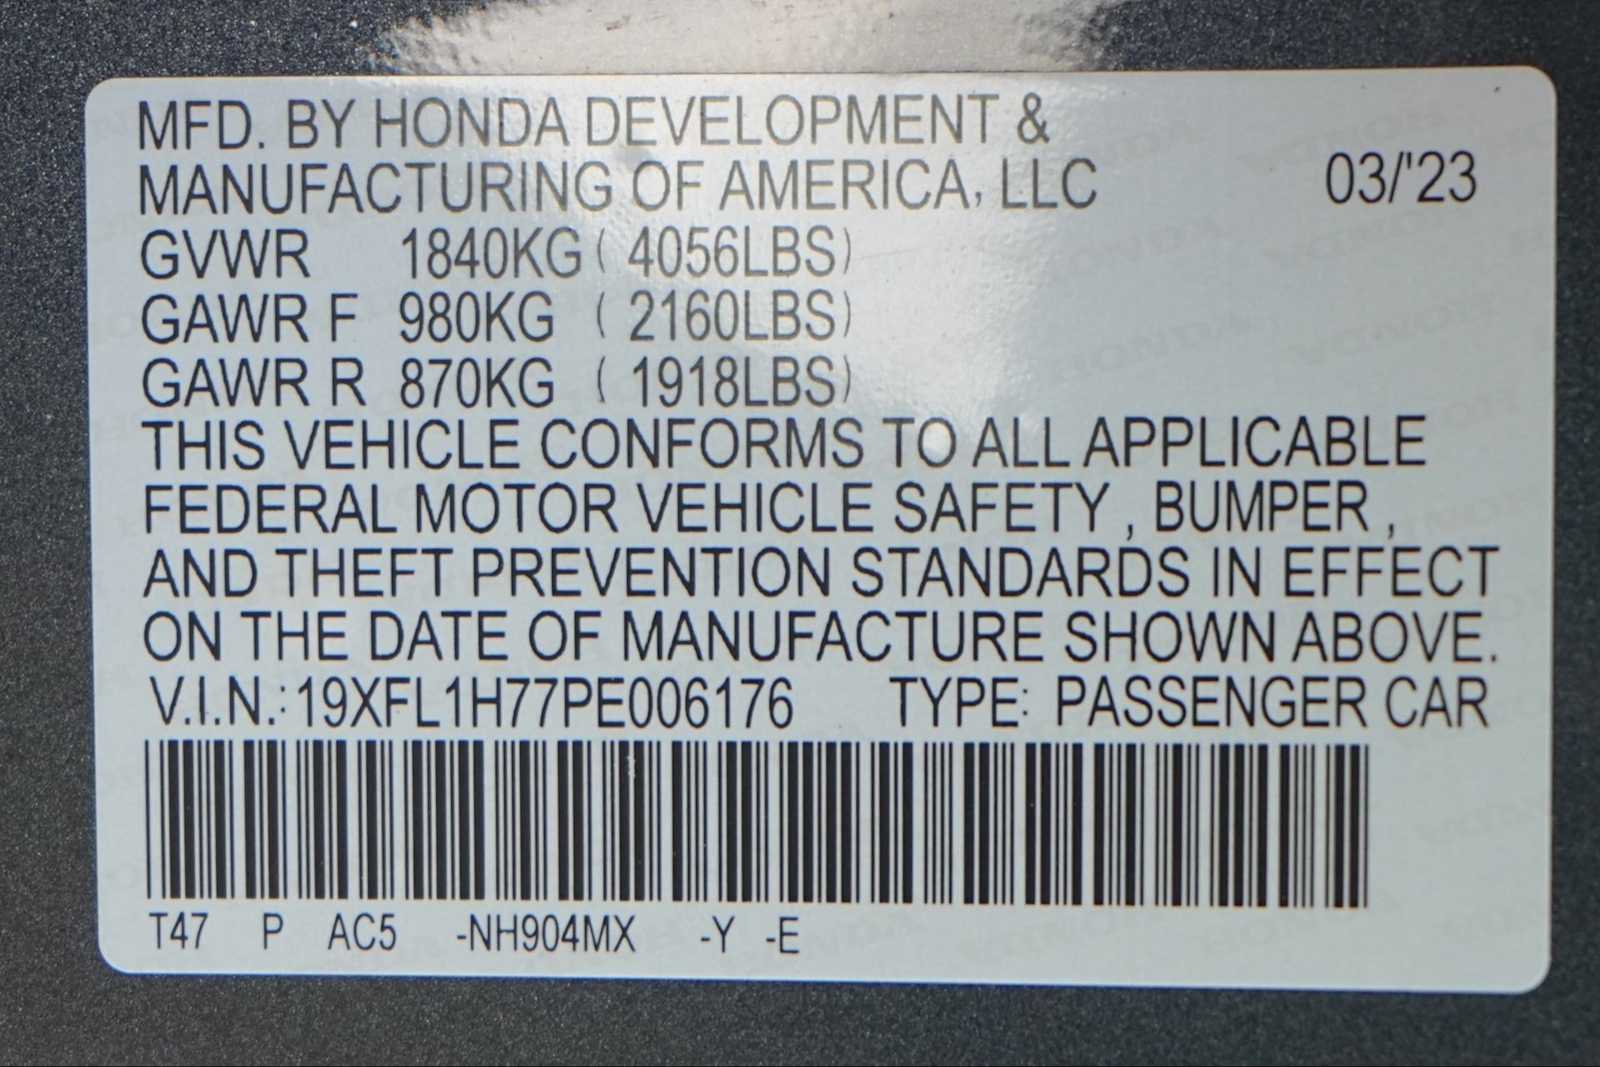 MFD. BY HONDA DEVELOPMENT &
MANUFACTURING OF AMERICA, LLC 03/'23
GVWR 1840KG ( 4056LBS)
GAWR F 980KG ( 2160LBS)
GAWR R 870KG ( 1918LBS)
THIS VEHICLE CONFORMS TO ALL APPLICABLE
FEDERAL MOTOR VEHICLE SAFETY , BUMPER ,
AND THEFT PREVENTION STANDARDS IN EFFECT
ON THE DATE OF MANUFACTURE SHOWN ABOVE.
V.I.N.: 19XFL1H77PE006176 TYPE: PASSENGER CAR
T47 P AC5 -NH904MX -Y -E